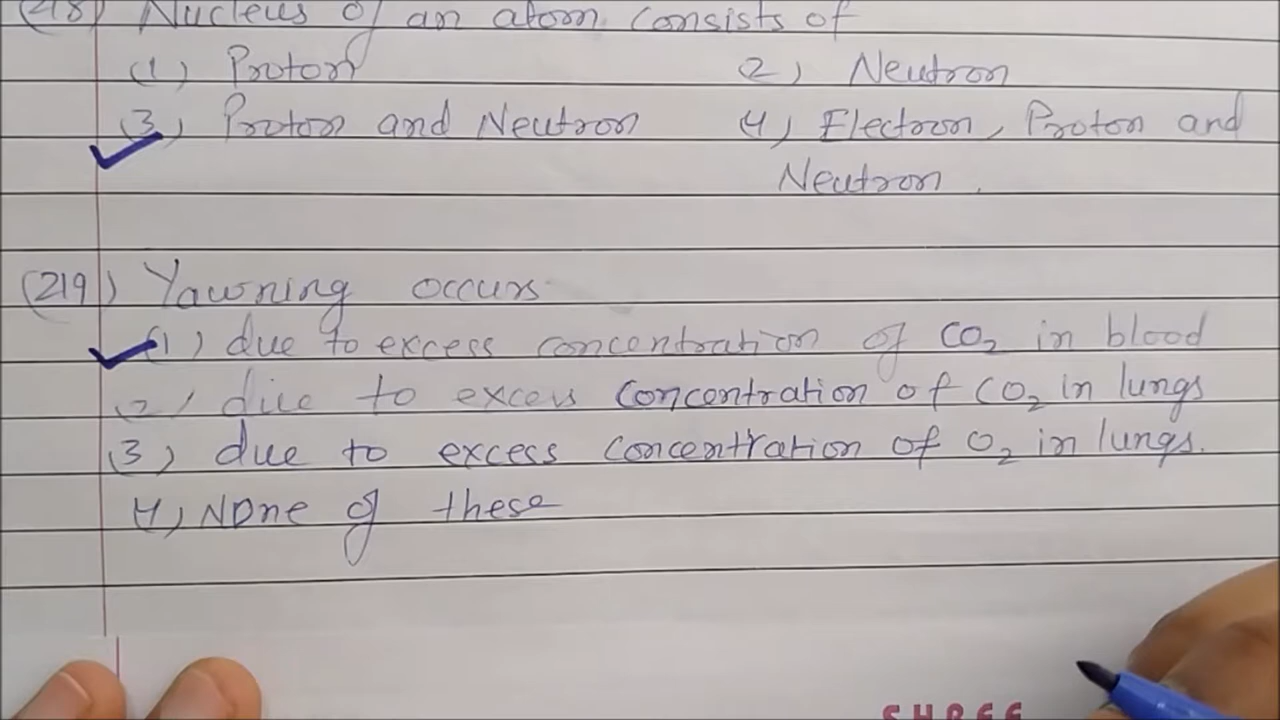 (218) Nucleus of an atom consists of
(1) Proton 2) Neutron
(3) Proton and Neutron 4) Electron, Proton and
Neutron.
(219) Yawning occurs
(1) due to excess concentration of CO₂ in blood
(2) due to excess concentration of CO₂ in lungs
3) due to excess concentration of O₂ in lungs.
4) None of these
SHREE